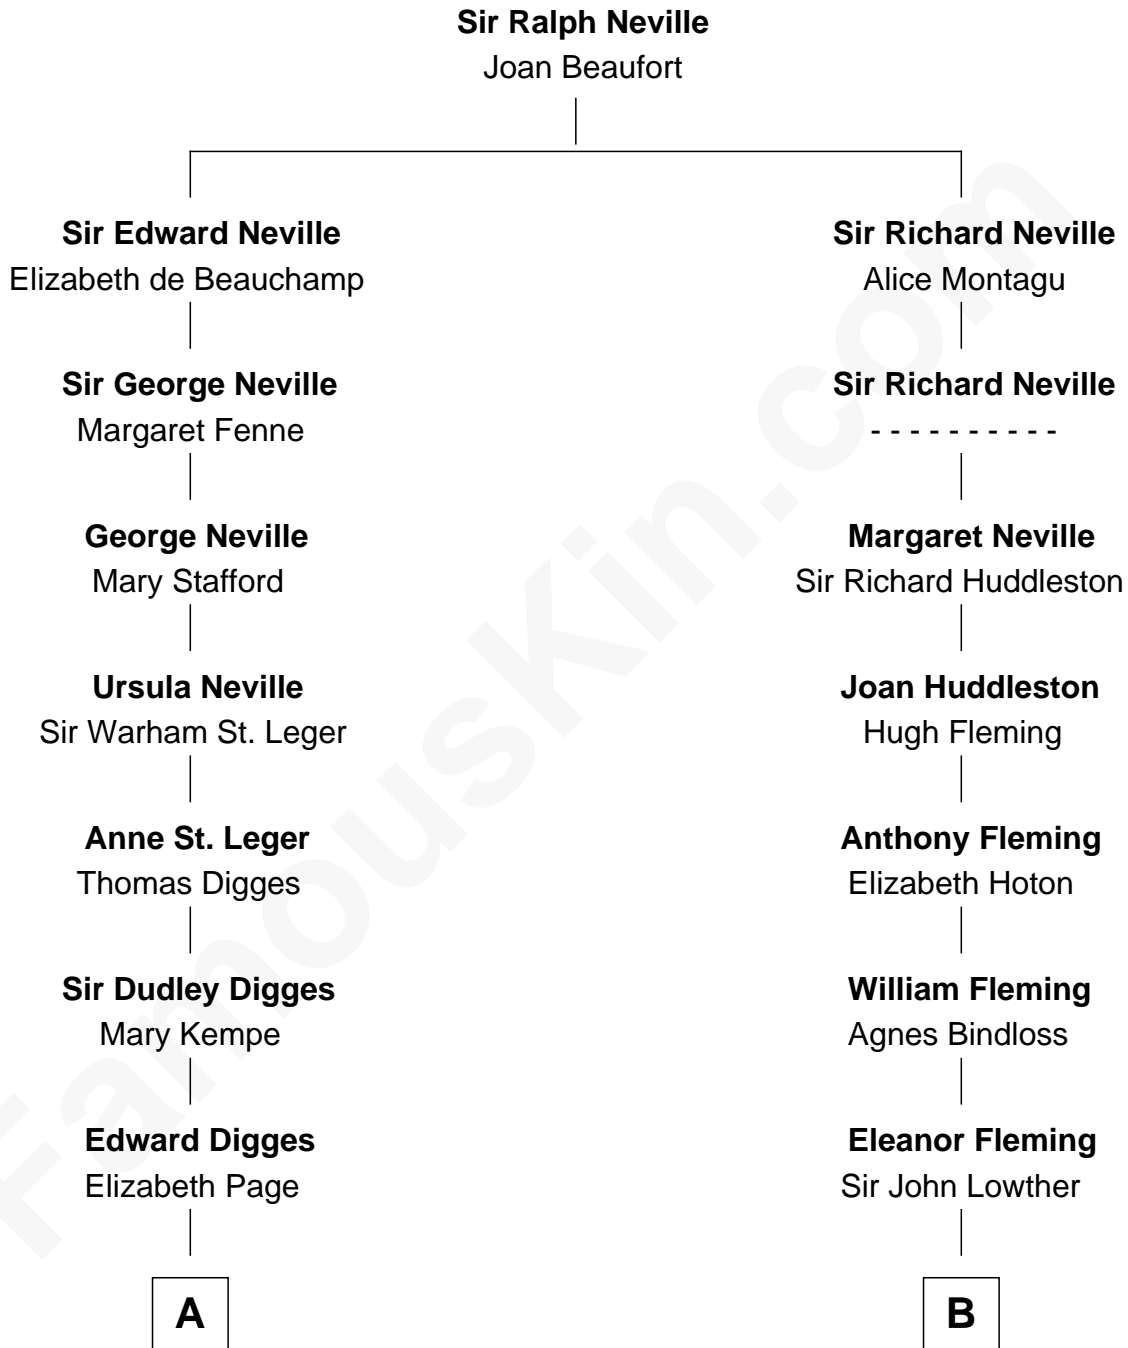 Sir Ralph Neville
Joan Beaufort
Sir Edward Neville
Elizabeth de Beauchamp
Sir Richard Neville
Alice Montagu
Sir George Neville
Margaret Fenne
Sir Richard Neville
- - - - - - - - - -
George Neville
Mary Stafford
Margaret Neville
Sir Richard Huddleston
Ursula Neville
Sir Warham St. Leger
Joan Huddleston
Hugh Fleming
Anne St. Leger
Thomas Digges
Anthony Fleming
Elizabeth Hoton
Sir Dudley Digges
Mary Kempe
William Fleming
Agnes Bindloss
Edward Digges
Elizabeth Page
Eleanor Fleming
Sir John Lowther
A
B
FamousKin.com